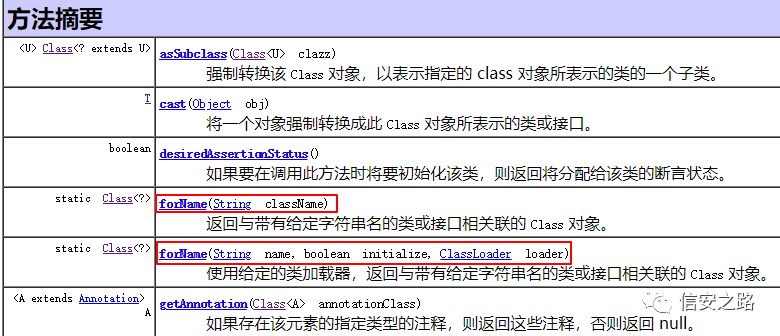 方法摘要
<U> Class<? extends U>
asSubclass(Class<U> clazz)
强制转换该 Class 对象，以表示指定的 class 对象所表示的类的一个子类。
T
cast(Object obj)
将一个对象强制转换成此 Class 对象所表示的类或接口。
boolean
desiredAssertionStatus()
如果要在调用此方法时将要初始化该类，则返回将分配给该类的断言状态。
static Class<?>
forName(String className)
返回与带有给定字符串名的类或接口相关联的 Class 对象。
static Class<?>
forName(String name, boolean initialize, ClassLoader loader)
使用给定的类加载器，返回与带有给定字符串名的类或接口相关联的 Class 对象。
<A extends Annotation>
A
getAnnotation(Class<A> annotationClass)
如果存在该元素的指定类型的注释，则返回这些注释，否则返回 null。
信安之路